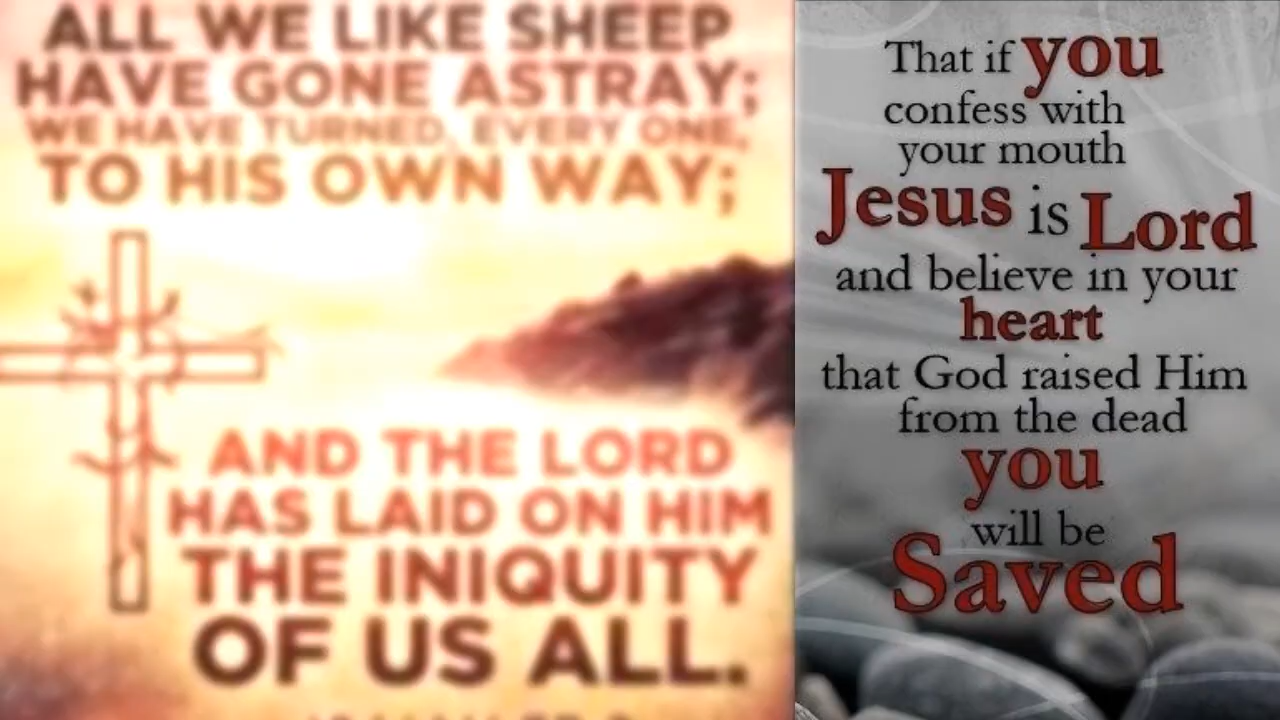 ALL WE LIKE SHEEP
HAVE GONE ASTRAY;
WE HAVE TURNED, EVERY ONE,
TO HIS OWN WAY;
AND THE LORD
HAS LAID ON HIM
THE INIQUITY
OF US ALL.
That if you
confess with
your mouth
Jesus is Lord
and believe in your
heart
that God raised Him
from the dead
you
will be
Saved